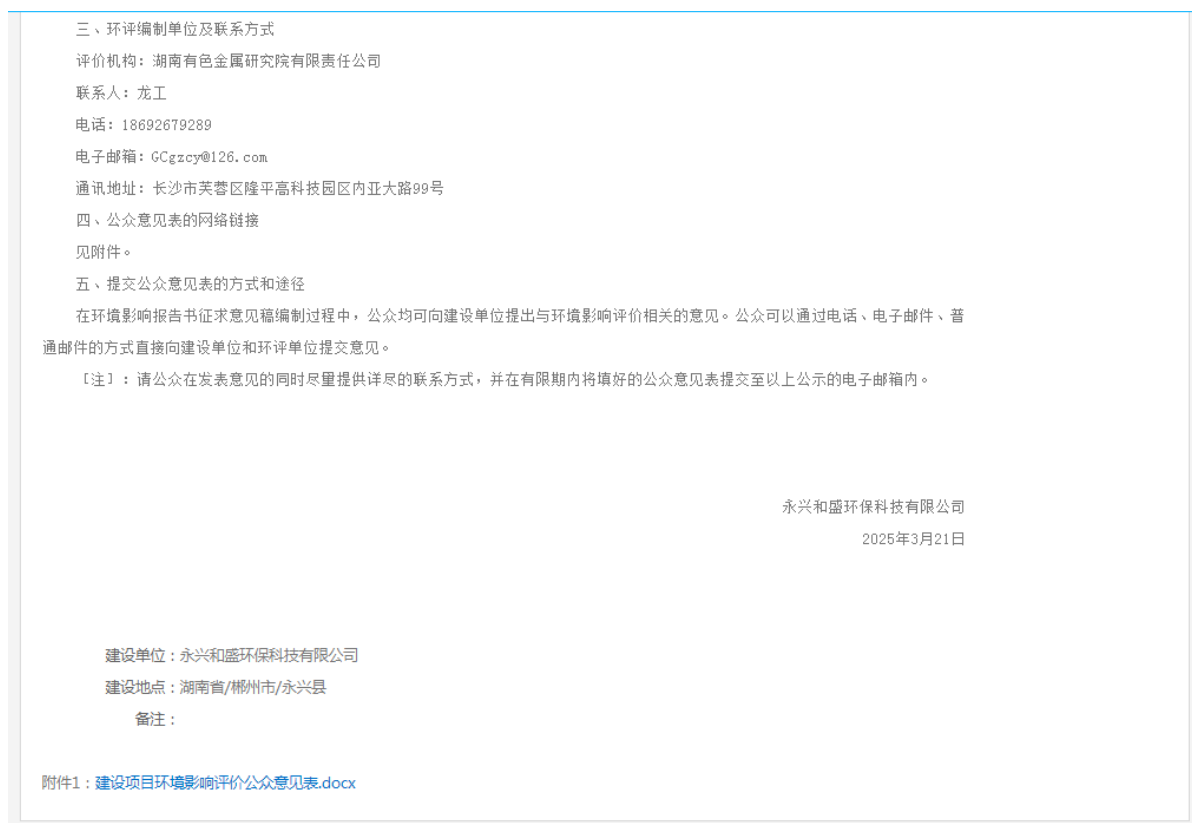 三、环评编制单位及联系方式
评价机构：湖南有色金属研究院有限责任公司
联系人：龙工
电话：18692679289
电子邮箱：GCgzcy@126.com
通讯地址：长沙市芙蓉区隆平高科技园区内亚大路99号
四、公众意见表的网络链接
见附件。
五、提交公众意见表的方式和途径
在环境影响报告书征求意见稿编制过程中，公众均可向建设单位提出与环境影响评价相关的意见。公众可以通过电话、电子邮件、普
通邮件的方式直接向建设单位和环评单位提交意见。
［注］：请公众在发表意见的同时尽量提供详尽的联系方式，并在有限期内将填好的公众意见表提交至以上公示的电子邮箱内。
永兴和盛环保科技有限公司
2025年3月21日
建设单位：永兴和盛环保科技有限公司
建设地点：湖南省/郴州市/永兴县
备注：
附件1：建设项目环境影响评价公众意见表.docx